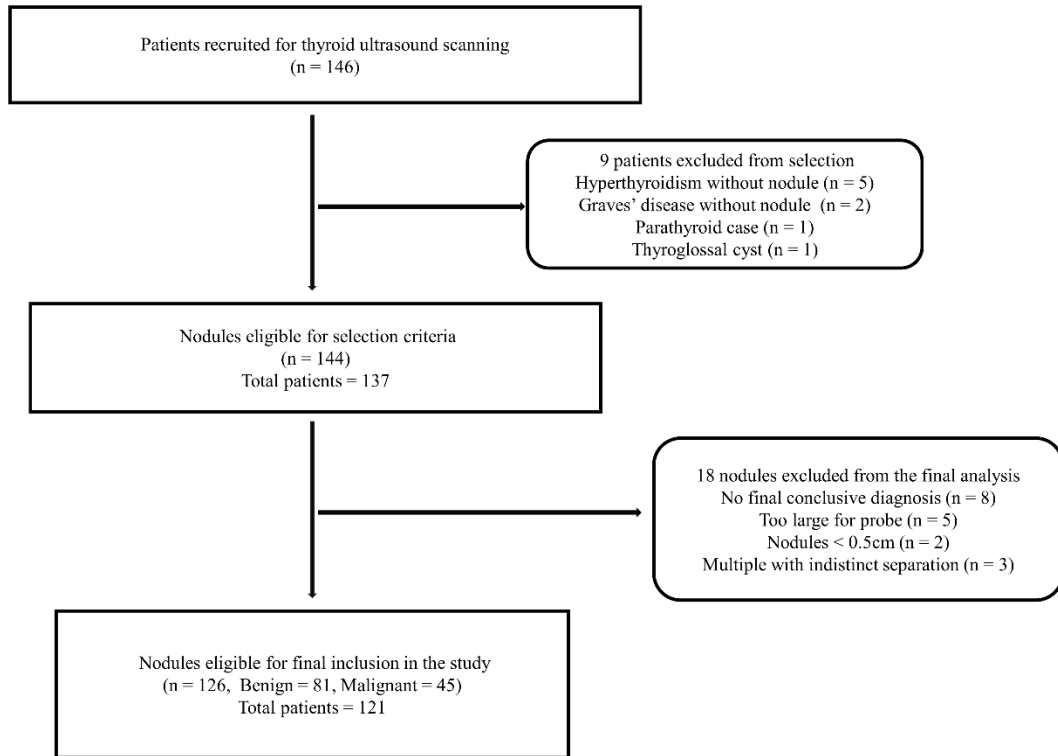 Patients recruited for thyroid ultrasound scanning
(n = 146)
9 patients excluded from selection
Hyperthyroidism without nodule (n = 5)
Graves’ disease without nodule (n = 2)
Parathyroid case (n = 1)
Thyroglossal cyst (n = 1)
Nodules eligible for selection criteria
(n = 144)
Total patients = 137
18 nodules excluded from the final analysis
No final conclusive diagnosis (n = 8)
Too large for probe (n = 5)
Nodules < 0.5cm (n = 2)
Multiple with indistinct separation (n = 3)
Nodules eligible for final inclusion in the study
(n = 126, Benign = 81, Malignant = 45)
Total patients = 121